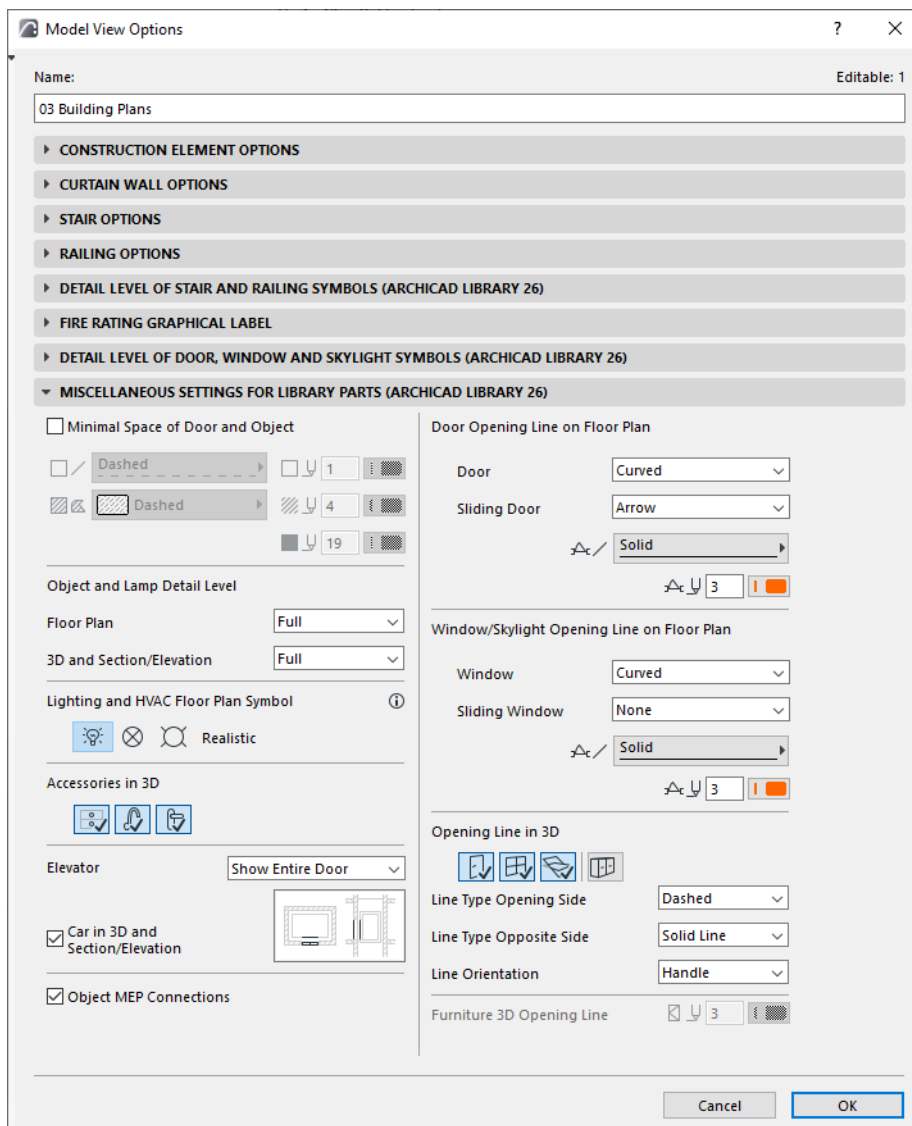 Model View Options
?
Name:
Editable: 1
03 Building Plans
CONSTRUCTION ELEMENT OPTIONS
CURTAIN WALL OPTIONS
STAIR OPTIONS
RAILING OPTIONS
DETAIL LEVEL OF STAIR AND RAILING SYMBOLS (ARCHICAD LIBRARY 26)
FIRE RATING GRAPHICAL LABEL
DETAIL LEVEL OF DOOR, WINDOW AND SKYLIGHT SYMBOLS (ARCHICAD LIBRARY 26)
MISCELLANEOUS SETTINGS FOR LIBRARY PARTS (ARCHICAD LIBRARY 26)
Minimal Space of Door and Object
Dashed
1
Dashed
4
19
Object and Lamp Detail Level
Floor Plan
Full
3D and Section/Elevation
Full
Lighting and HVAC Floor Plan Symbol
Realistic
Accessories in 3D
Elevator
Show Entire Door
Car in 3D and
Section/Elevation
Object MEP Connections
Door Opening Line on Floor Plan
Door
Curved
Sliding Door
Arrow
Solid
3
Window/Skylight Opening Line on Floor Plan
Window
Curved
Sliding Window
None
Solid
3
Opening Line in 3D
Line Type Opening Side
Dashed
Line Type Opposite Side
Solid Line
Line Orientation
Handle
Furniture 3D Opening Line
3
Cancel
OK